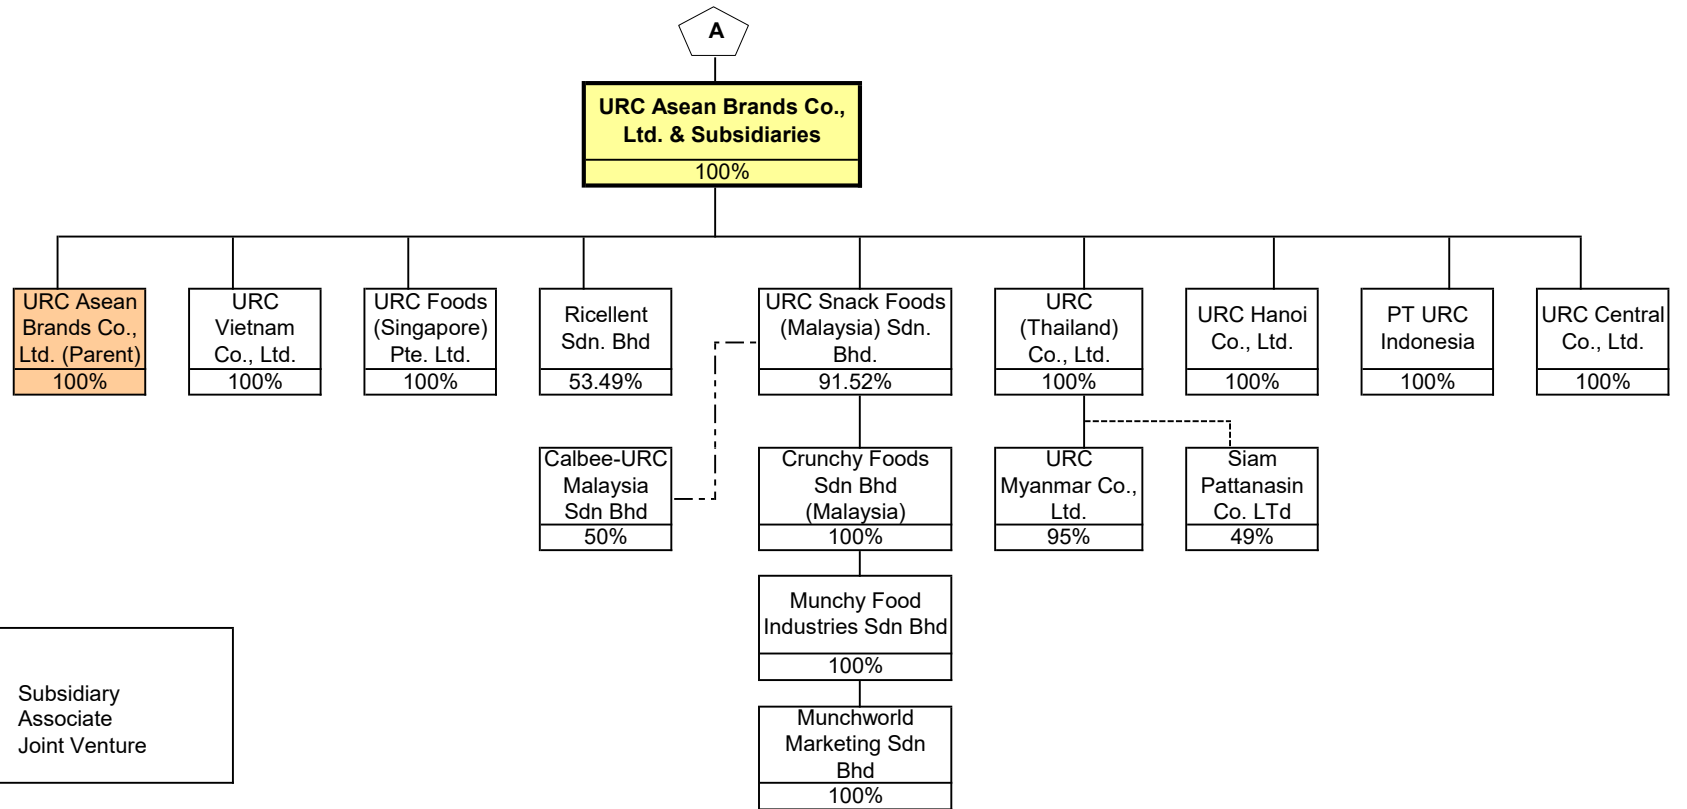 A
URC Asean Brands Co.,
Ltd. & Subsidiaries
100%
URC Asean
Brands Co.,
Ltd. (Parent)
100%
URC
Vietnam
Co., Ltd.
100%
URC Foods
(Singapore)
Pte. Ltd.
100%
Ricellent
Sdn. Bhd
53.49%
URC Snack Foods
(Malaysia) Sdn.
Bhd.
91.52%
URC
(Thailand)
Co., Ltd.
100%
URC Hanoi
Co., Ltd.
100%
PT URC
Indonesia
100%
URC Central
Co., Ltd.
100%
Calbee-URC
Malaysia
Sdn Bhd
50%
Crunchy Foods
Sdn Bhd
(Malaysia)
100%
URC
Myanmar Co.,
Ltd.
95%
Siam
Pattanasin
Co. LTd
49%
Munchy Food
Industries Sdn Bhd
100%
Munchworld
Marketing Sdn
Bhd
100%
Subsidiary
Associate
Joint Venture